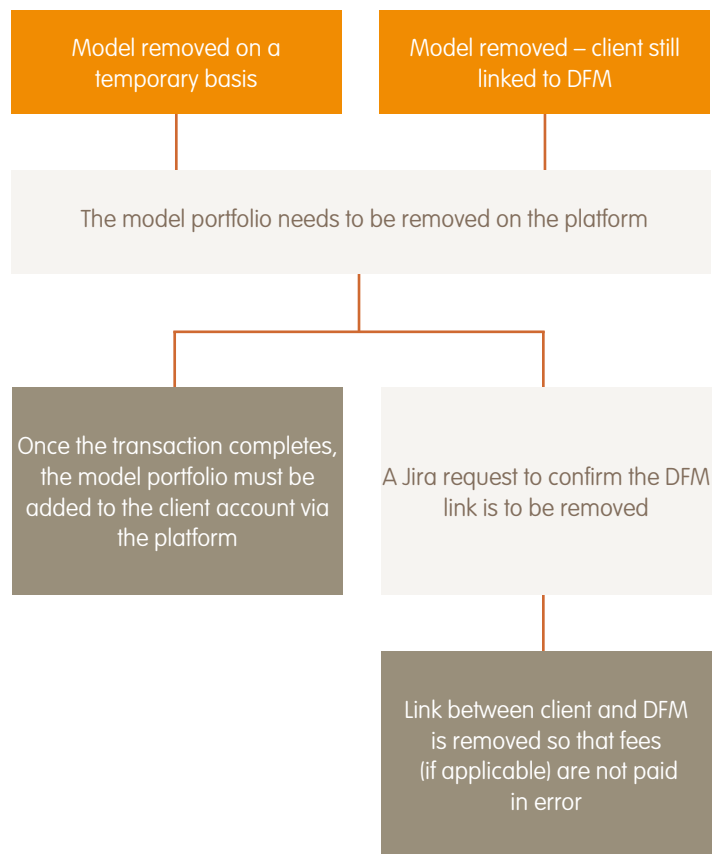 Model removed on a
temporary basis
Model removed – client still
linked to DFM
The model portfolio needs to be removed on the platform
Once the transaction completes,
the model portfolio must be
added to the client account via
the platform
A Jira request to confirm the DFM
link is to be removed
Link between client and DFM
is removed so that fees
(if applicable) are not paid
in error